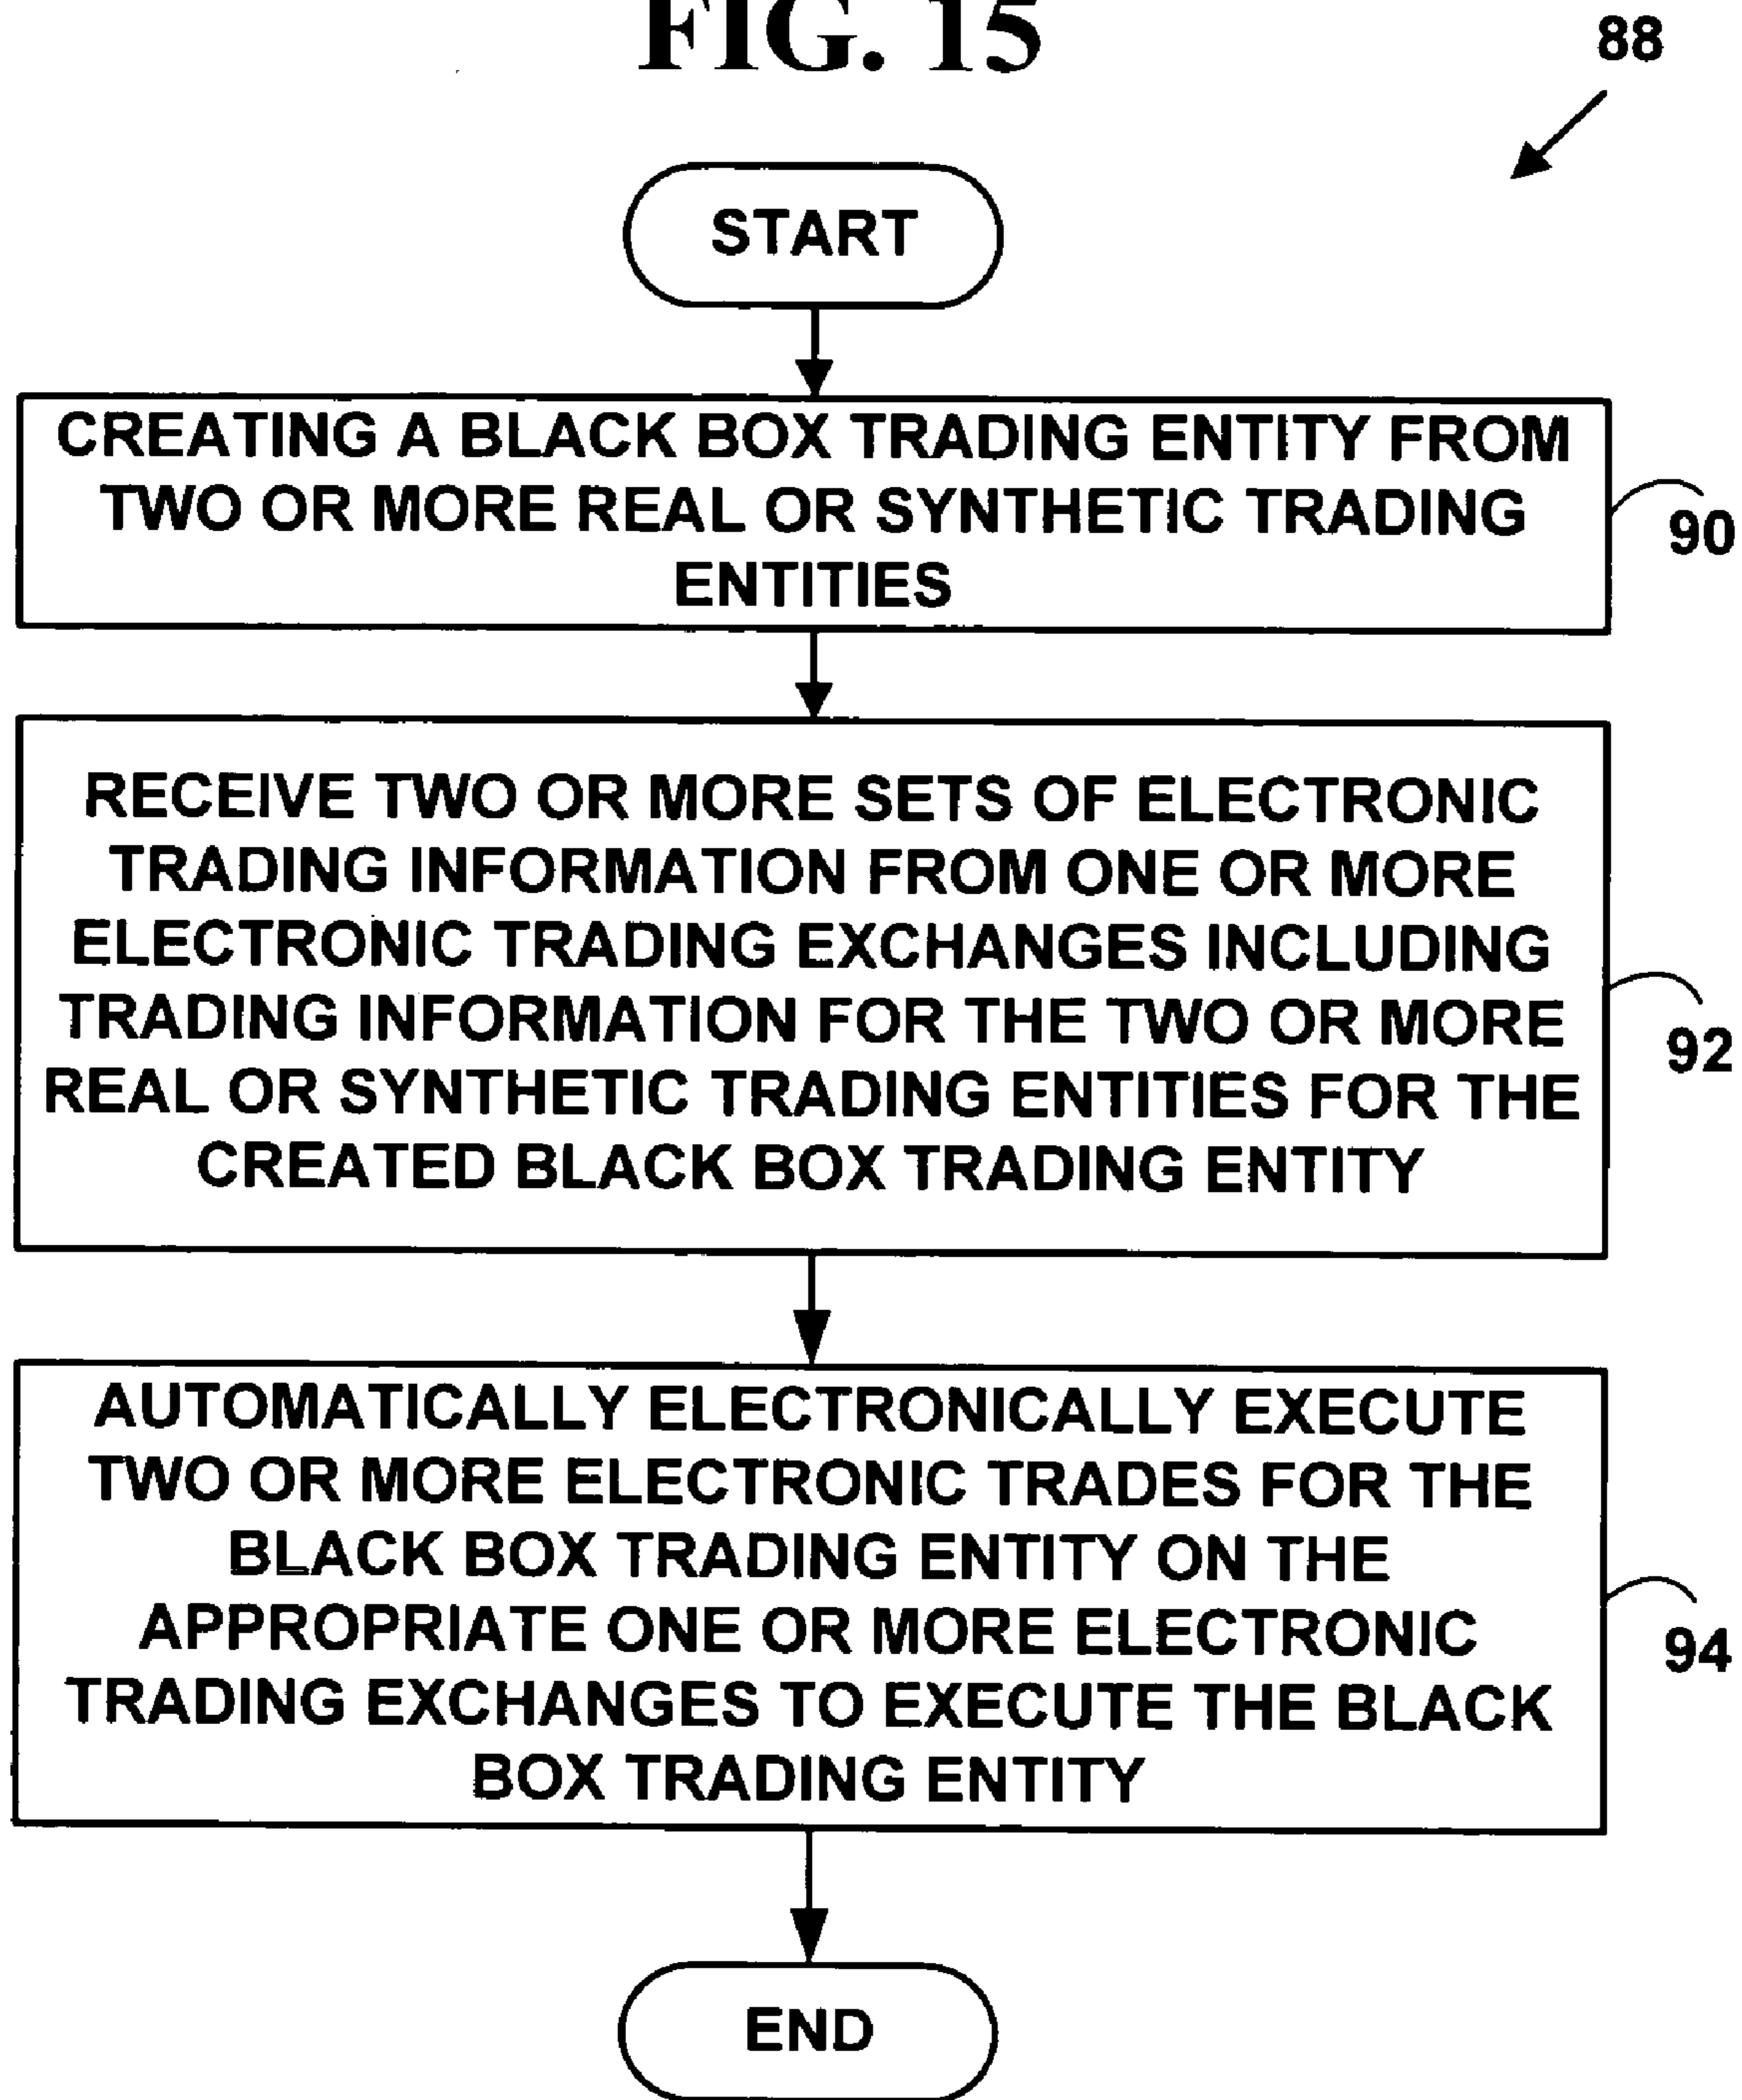 FIG. 15
88
START
CREATING A BLACK BOX TRADING ENTITY FROM
TWO OR MORE REAL OR SYNTHETIC TRADING
ENTITIES
90
RECEIVE TWO OR MORE SETS OF ELECTRONIC
TRADING INFORMATION FROM ONE OR MORE
ELECTRONIC TRADING EXCHANGES INCLUDING
TRADING INFORMATION FOR THE TWO OR MORE
REAL OR SYNTHETIC TRADING ENTITIES FOR THE
CREATED BLACK BOX TRADING ENTITY
92
AUTOMATICALLY ELECTRONICALLY EXECUTE
TWO OR MORE ELECTRONIC TRADES FOR THE
BLACK BOX TRADING ENTITY ON THE
APPROPRIATE ONE OR MORE ELECTRONIC
TRADING EXCHANGES TO EXECUTE THE BLACK
BOX TRADING ENTITY
94
END